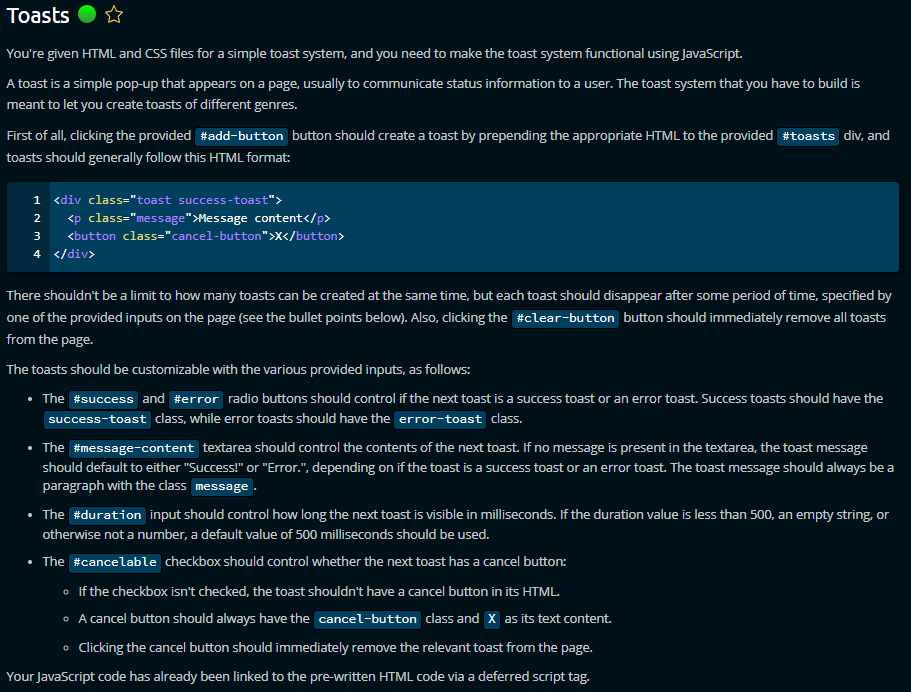 Toasts
You're given HTML and CSS files for a simple toast system, and you need to make the toast system functional using JavaScript.
A toast is a simple pop-up that appears on a page, usually to communicate status information to a user. The toast system that you have to build is
meant to let you create toasts of different genres.
First of all, clicking the provided #add-button button should create a toast by prepending the appropriate HTML to the provided #toasts div, and
toasts should generally follow this HTML format:
1 <div class="toast success-toast">
2   <p class="message">Message content</p>
3   <button class="cancel-button">X</button>
4 </div>
There shouldn't be a limit to how many toasts can be created at the same time, but each toast should disappear after some period of time, specified by
one of the provided inputs on the page (see the bullet points below). Also, clicking the #clear-button button should immediately remove all toasts
from the page.
The toasts should be customizable with the various provided inputs, as follows:
• The #success and #error radio buttons should control if the next toast is a success toast or an error toast. Success toasts should have the
success-toast class, while error toasts should have the error-toast class.
• The #message-content textarea should control the contents of the next toast. If no message is present in the textarea, the toast message
should default to either "Success!" or "Error.", depending on if the toast is a success toast or an error toast. The toast message should always be a
paragraph with the class message.
• The #duration input should control how long the next toast is visible in milliseconds. If the duration value is less than 500, an empty string, or
otherwise not a number, a default value of 500 milliseconds should be used.
• The #cancelable checkbox should control whether the next toast has a cancel button:
◦ If the checkbox isn't checked, the toast shouldn't have a cancel button in its HTML.
◦ A cancel button should always have the cancel-button class and X as its text content.
◦ Clicking the cancel button should immediately remove the relevant toast from the page.
Your JavaScript code has already been linked to the pre-written HTML code via a deferred script tag.